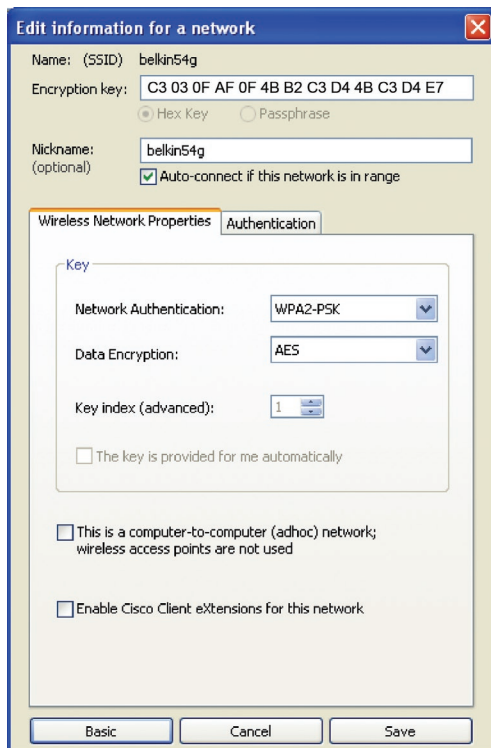 Edit information for a network
Name: (SSID) belkin54g
Encryption key: C3 03 0F AF 0F 4B B2 C3 D4 4B C3 D4 E7
Hex Key Passphrase
Nickname: belkin54g
(optional)
Auto-connect if this network is in range
Wireless Network Properties Authentication
Key
Network Authentication: WPA2-PSK
Data Encryption: AES
Key index (advanced): 1
The key is provided for me automatically
This is a computer-to-computer (adhoc) network;
wireless access points are not used
Enable Cisco Client eXtensions for this network
Basic Cancel Save